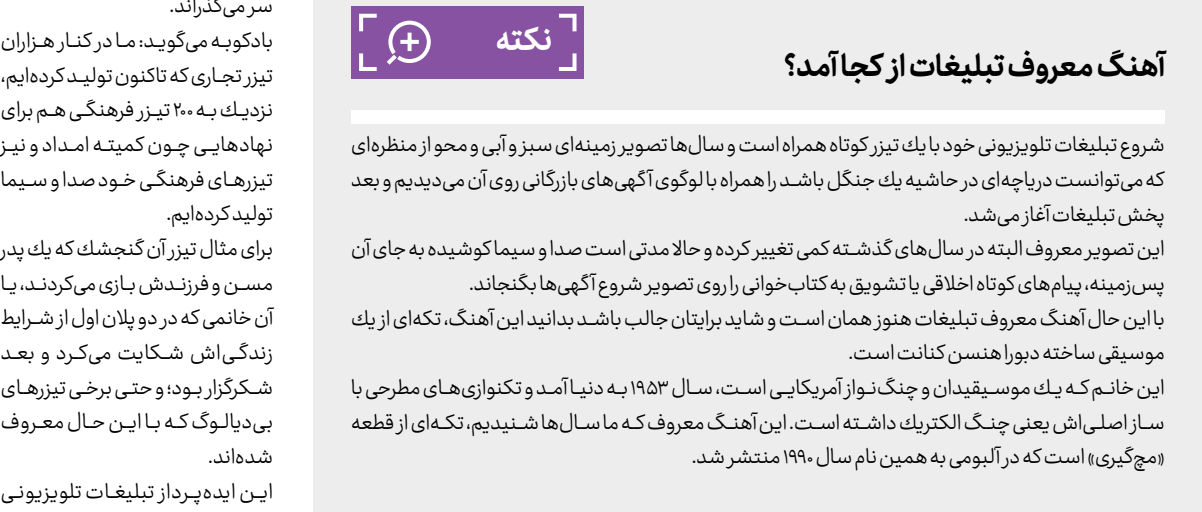 نکته
آهنگ معروف تبلیغات از کجا آمد؟
شروع تبلیغات تلویزیونی خود با یك تیزر کوتاه همراه است و سال‌ها تصویر زمینه‌ای سبز و آبی و محو از منظره‌ای
که می‌توانست دریاچه‌ای در حاشیه یك جنگل باشد را همراه با لوگوی آگهی‌های بازرگانی روی آن می‌دیدیم و بعد
پخش تبلیغات آغاز می‌شد.
این تصویر معروف البته در سال‌های گذشته کمی تغییر کرده و حالا مدتی است صدا و سیما کوشیده به جای آن
پس‌زمینه، پیام‌های کوتاه اخلاقی یا تشویق به کتاب‌خوانی را روی تصویر شروع آگهی‌ها بگنجاند.
با این حال آهنگ معروف تبلیغات هنوز همان است و شاید برایتان جالب باشد بدانید این آهنگ، تکه‌ای از یك
موسیقی ساخته دبورا هنسن کنانت است.
این خانم که یك موسیقیدان و چنگ‌نواز آمریکایی است، سال ۱۹۵۳ به دنیا آمد و تکنوازی‌های مطرحی با
ساز اصلی‌اش یعنی چنگ الکتریك داشته است. این آهنگ معروف که ما سال‌ها شنیدیم، تکه‌ای از قطعه
«مچ‌گیری» است که در آلبومی به همین نام سال ۱۹۹۰ منتشر شد.
سر می‌گذراند.
بادکوبه می‌گوید: ما در کنار هزاران
تیزر تجاری که تاکنون تولید کرده‌ایم،
نزدیك به ۲۰۰ تیزر فرهنگی هم برای
نهادهایی چون کمیته امداد و نیز
تیزرهای فرهنگی خود صدا و سیما
تولید کرده‌ایم.
برای مثال تیزر آن گنجشك که یك پدر
مسن و فرزندش بازی می‌کردند، یا
آن خانمی که در دو پلان اول از شرایط
زندگی‌اش شکایت می‌کرد و بعد
شکرگزار بود؛ و حتی برخی تیزرهای
بی‌دیالوگ که با این حال معروف
شده‌اند.
این ایده‌پرداز تبلیغات تلویزیونی